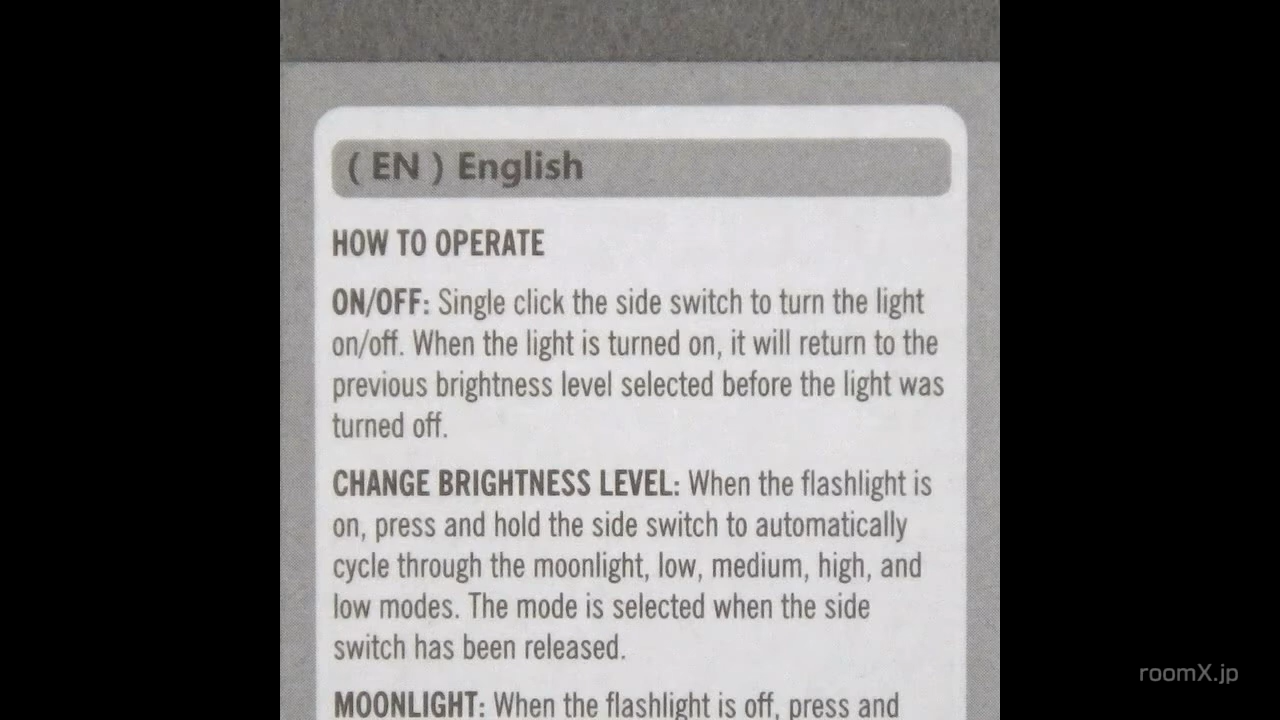 ( EN ) English
HOW TO OPERATE
ON/OFF: Single click the side switch to turn the light
on/off. When the light is turned on, it will return to the
previous brightness level selected before the light was
turned off.
CHANGE BRIGHTNESS LEVEL: When the flashlight is
on, press and hold the side switch to automatically
cycle through the moonlight, low, medium, high, and
low modes. The mode is selected when the side
switch has been released.
MOONLIGHT: When the flashlight is off, press and
roomX.jp